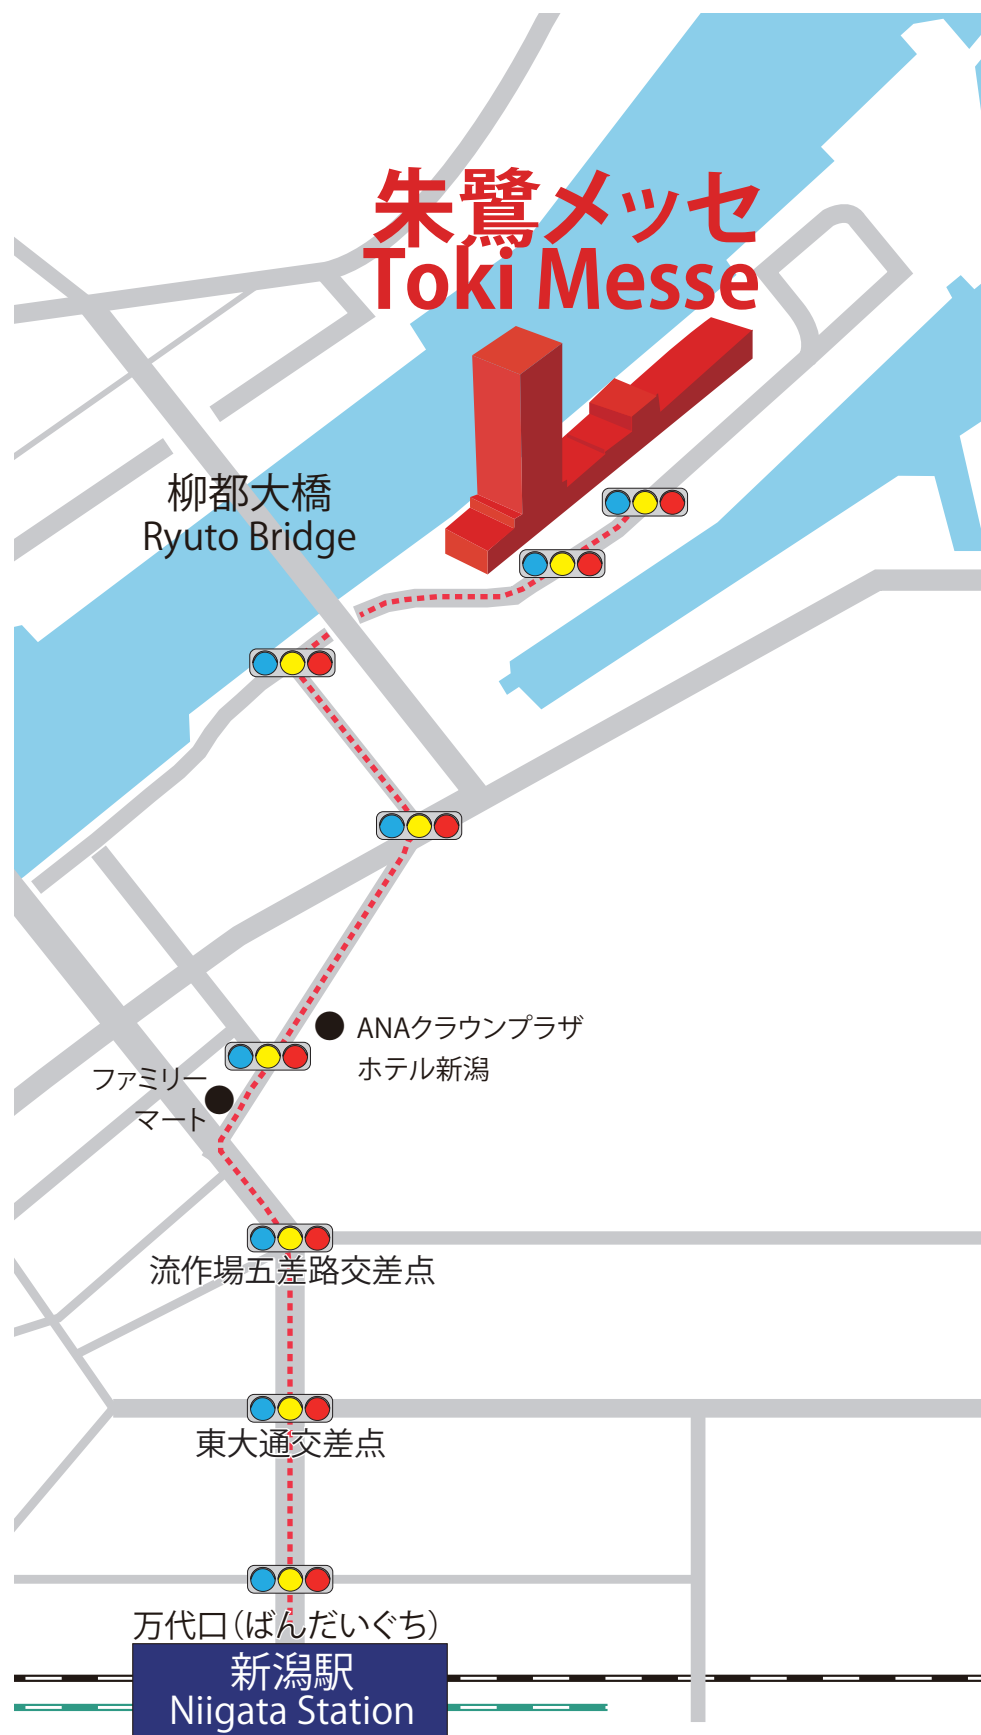 朱鷺メッセ
Toki Messe
柳都大橋
Ryuto Bridge
ANAクラウンプラザ
ホテル新潟
ファミリー
マート
流作場五差路交差点
東大通交差点
万代口（ばんだいぐち）
新潟駅
Niigata Station